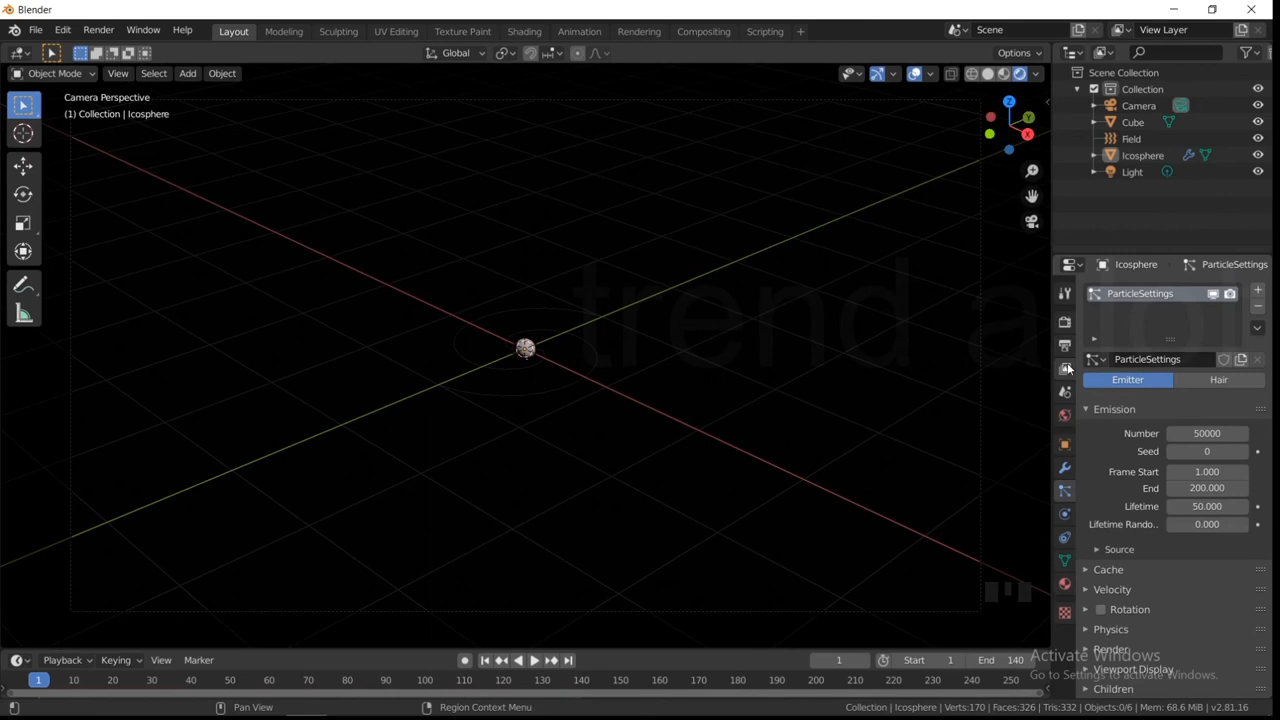 Blender
File Edit Render Window Help Layout Modeling Sculpting UV Editing Texture Paint Shading Animation Rendering Compositing Scripting + Scene View Layer
Global Options
Object Mode View Select Add Object
Camera Perspective
(1) Collection | Icosphere
Z
Y
X
trend a
Scene Collection
Collection
Camera
Cube
Field
Icosphere
Light
Icosphere ParticleSettings
ParticleSettings
ParticleSettings
Emitter Hair
Emission
Number 50000
Seed 0
Frame Start 1.000
End 200.000
Lifetime 50.000
Lifetime Rando.. 0.000
Source
Cache
Velocity
Rotation
Physics
Render
Viewport Display
Children
Activate Windows
Go to Settings to activate Windows.
Playback Keying View Marker 1 Start 1 End 140
1 10 20 30 40 50 60 70 80 90 100 110 120 130 140 150 160 170 180 190 200 210 220 230 240 250
Pan View Region Context Menu Collection | Icosphere | Verts:170 | Faces:326 | Tris:332 | Objects:0/6 | Mem: 68.6 MiB | v2.81.16